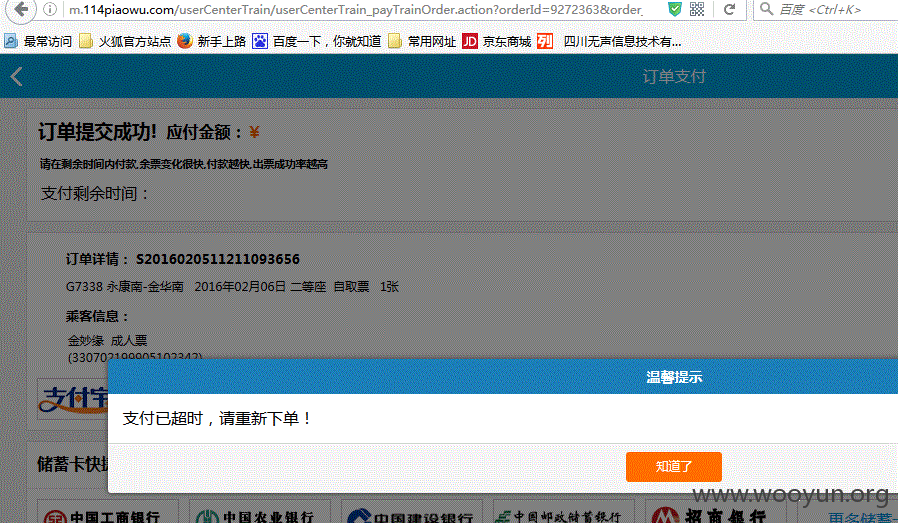 m.114piaowu.com/userCenterTrain/userCenterTrain_payTrainOrder.action?orderId=9272363&order_
百度 <Ctrl+K>
最常访问 火狐官方站点 新手上路 百度一下，你就知道 常用网址 JD 京东商城 列 四川无声信息技术有...
订单支付
订单提交成功! 应付金额：¥
请在剩余时间内付款,余票变化很快,付款越快,出票成功率越高
支付剩余时间：
订单详情： S2016020511211093656
G7338 永康南-金华南 2016年02月06日 二等座 自取票 1张
乘客信息：
金妙缘 成人票
(330702199905102342)
支付宝
温馨提示
支付已超时，请重新下单！
储蓄卡快捷
知道了
www.wooyun.org
中国工商银行 中国农业银行 中国建设银行 中国邮政储蓄银行 招商银行 更多储蓄